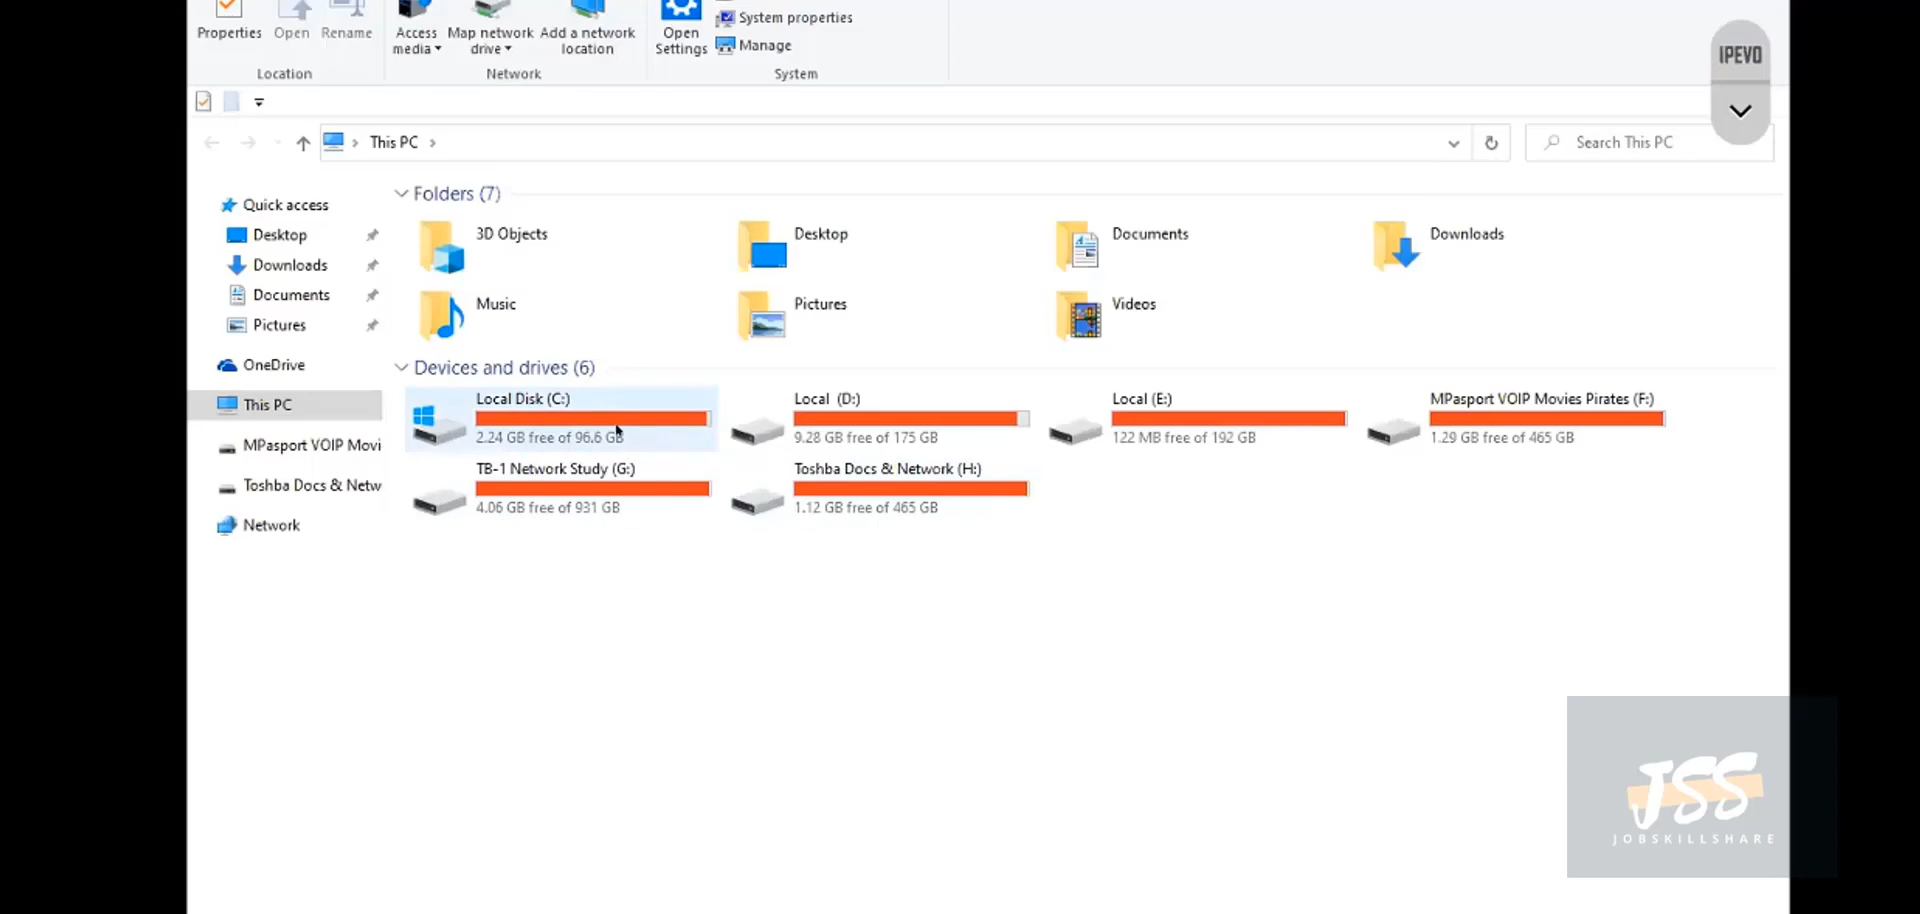 Properties Open Rename
Access media
Map network drive
Add a network location
Open Settings
System properties
Manage
Location
Network
System
IPEVO
This PC
Search This PC
Quick access
Desktop
Downloads
Documents
Pictures
OneDrive
This PC
MPasport VOIP Movi
Toshba Docs & Netw
Network
Folders (7)
3D Objects
Desktop
Documents
Downloads
Music
Pictures
Videos
Devices and drives (6)
Local Disk (C:)
2.24 GB free of 96.6 GB
Local (D:)
9.28 GB free of 175 GB
Local (E:)
122 MB free of 192 GB
MPasport VOIP Movies Pirates (F:)
1.29 GB free of 465 GB
TB-1 Network Study (G:)
4.06 GB free of 931 GB
Toshba Docs & Network (H:)
1.12 GB free of 465 GB
JSS
JOBSKILLSHARE